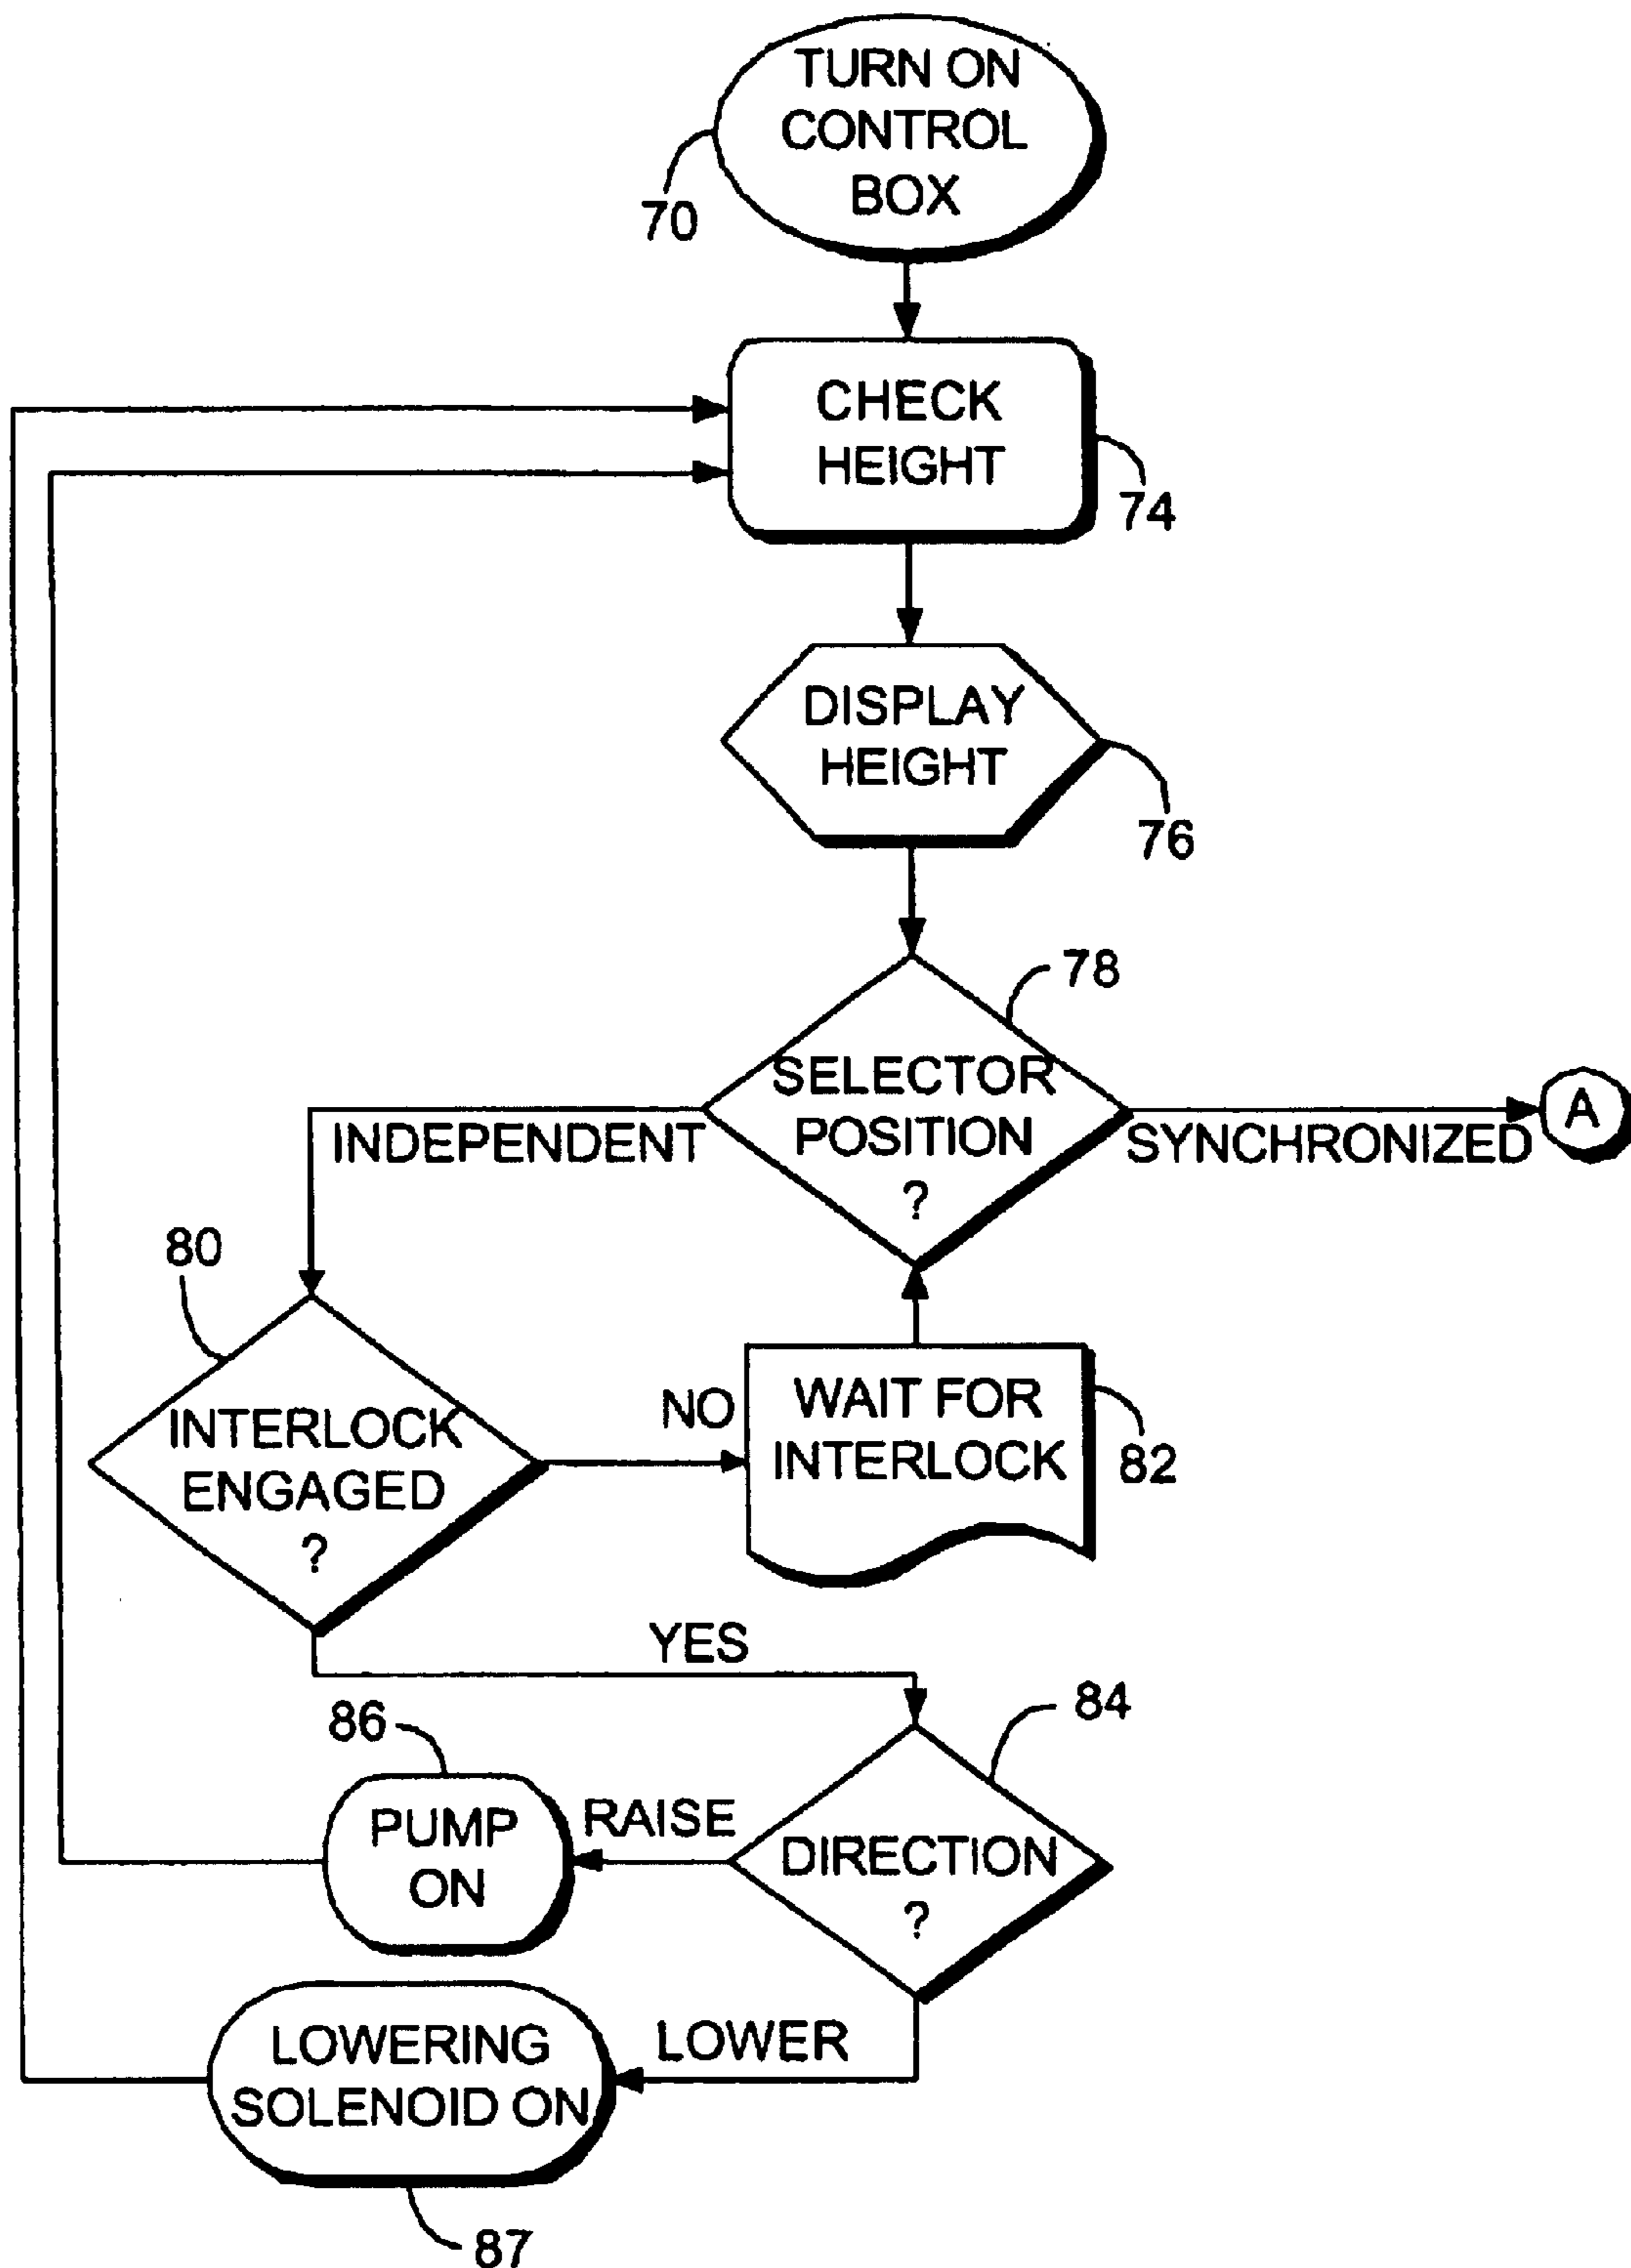 TURN ON
CONTROL
BOX
70
CHECK
HEIGHT
74
DISPLAY
HEIGHT
76
78
SELECTOR
POSITION
?
INDEPENDENT
SYNCHRONIZED
A
80
INTERLOCK
ENGAGED
?
NO
WAIT FOR
INTERLOCK
82
YES
84
86
PUMP
ON
RAISE
DIRECTION
?
LOWERING
SOLENOID ON
LOWER
87